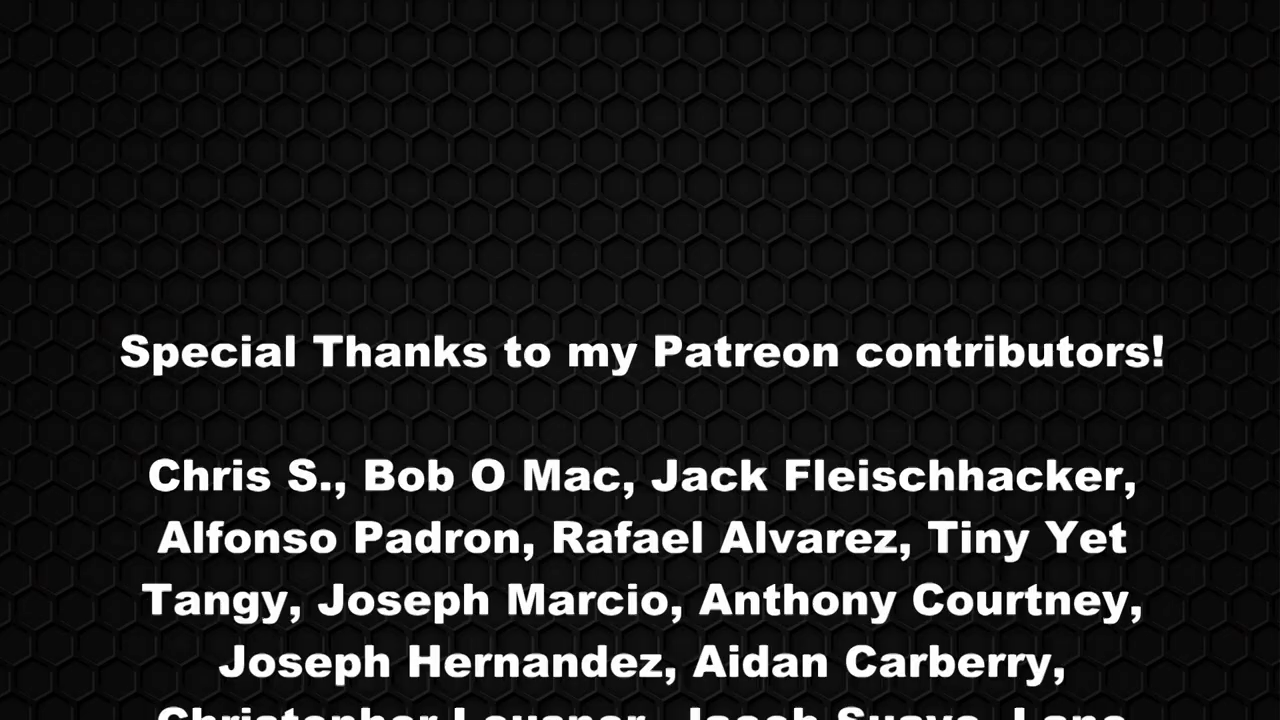 Special Thanks to my Patreon contributors!
Chris S., Bob O Mac, Jack Fleischhacker,
Alfonso Padron, Rafael Alvarez, Tiny Yet
Tangy, Joseph Marcio, Anthony Courtney,
Joseph Hernandez, Aidan Carberry,
Christopher